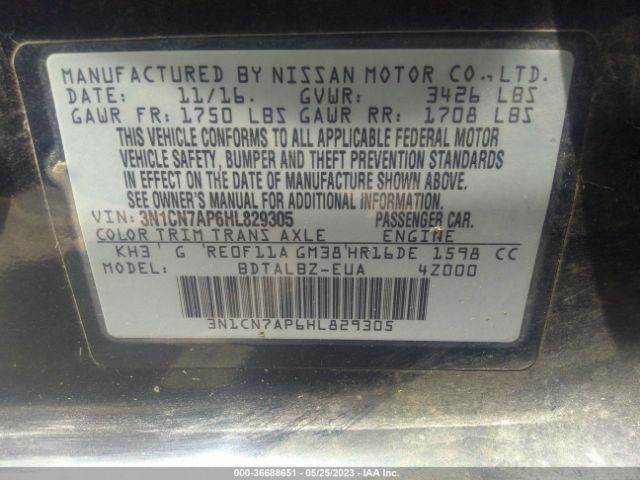 MANUFACTURED BY NISSAN MOTOR CO., LTD.
DATE: 11/16. GVWR: 3426 LBS
GAWR FR: 1750 LBS GAWR RR: 1708 LBS
THIS VEHICLE CONFORMS TO ALL APPLICABLE FEDERAL MOTOR
VEHICLE SAFETY, BUMPER AND THEFT PREVENTION STANDARDS
IN EFFECT ON THE DATE OF MANUFACTURE SHOWN ABOVE.
SEE OWNER'S MANUAL FOR ADDITIONAL INFORMATION.
VIN: 3N1CN7AP6HL829305 PASSENGER CAR.
COLOR TRIM TRANS AXLE ENGINE
KH3 G RE0F11A GM38 HR16DE 1598 CC
MODEL: BDTALBZ-EUA 4Z000
3N1CN7AP6HL829305
000-36688651 - 05/25/2023 - IAA Inc.